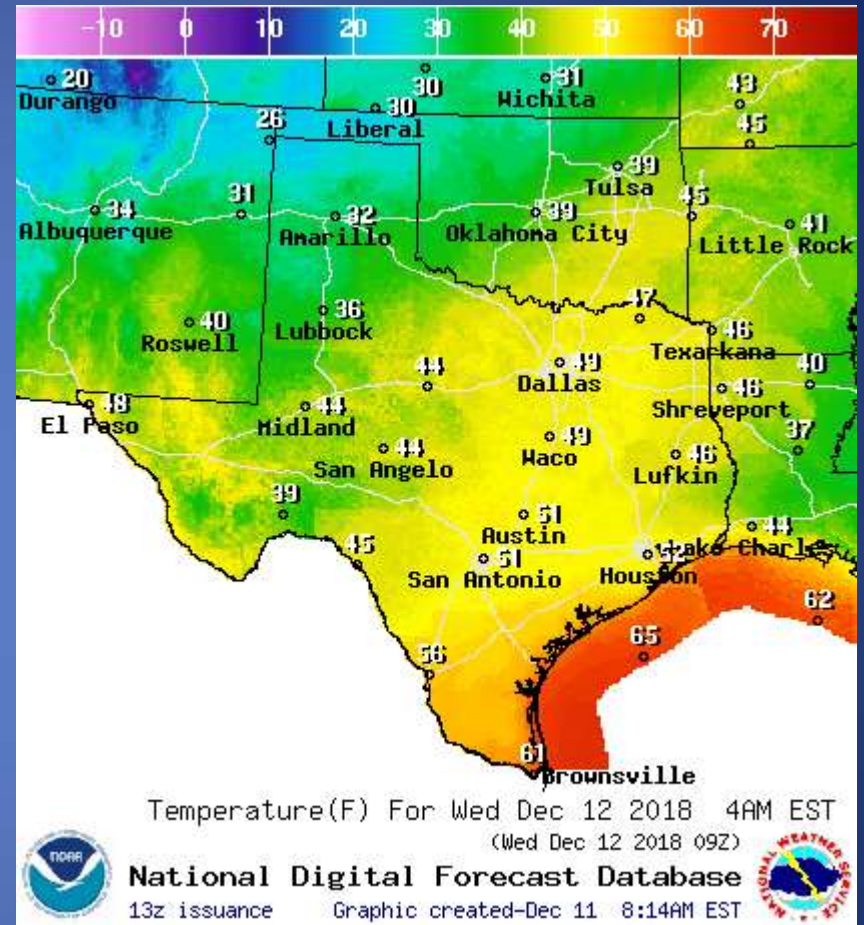 -10 0 10 20 30 40 50 60 70
20
Durango
30
Liberal
30
31
Wichita
43
45
26
39
Tulsa
34
Albuquerque
31
32
Amarillo
39
Oklahoma City
45
41
Little Rock
40
Roswell
36
Lubbock
47
46
Texarkana
44
49
Dallas
40
48
El Paso
44
Midland
46
Shreveport
44
San Angelo
49
Waco
46
Lufkin
37
39
51
Austin
44
Lake Charles
45
51
San Antonio
52
Houston
62
56
65
61
Brownsville
Temperature(F) For Wed Dec 12 2018 4AM EST
(Wed Dec 12 2018 09Z)
NOAA
National Digital Forecast Database
13z issuance Graphic created-Dec 11 8:14AM EST
NATIONAL WEATHER SERVICE